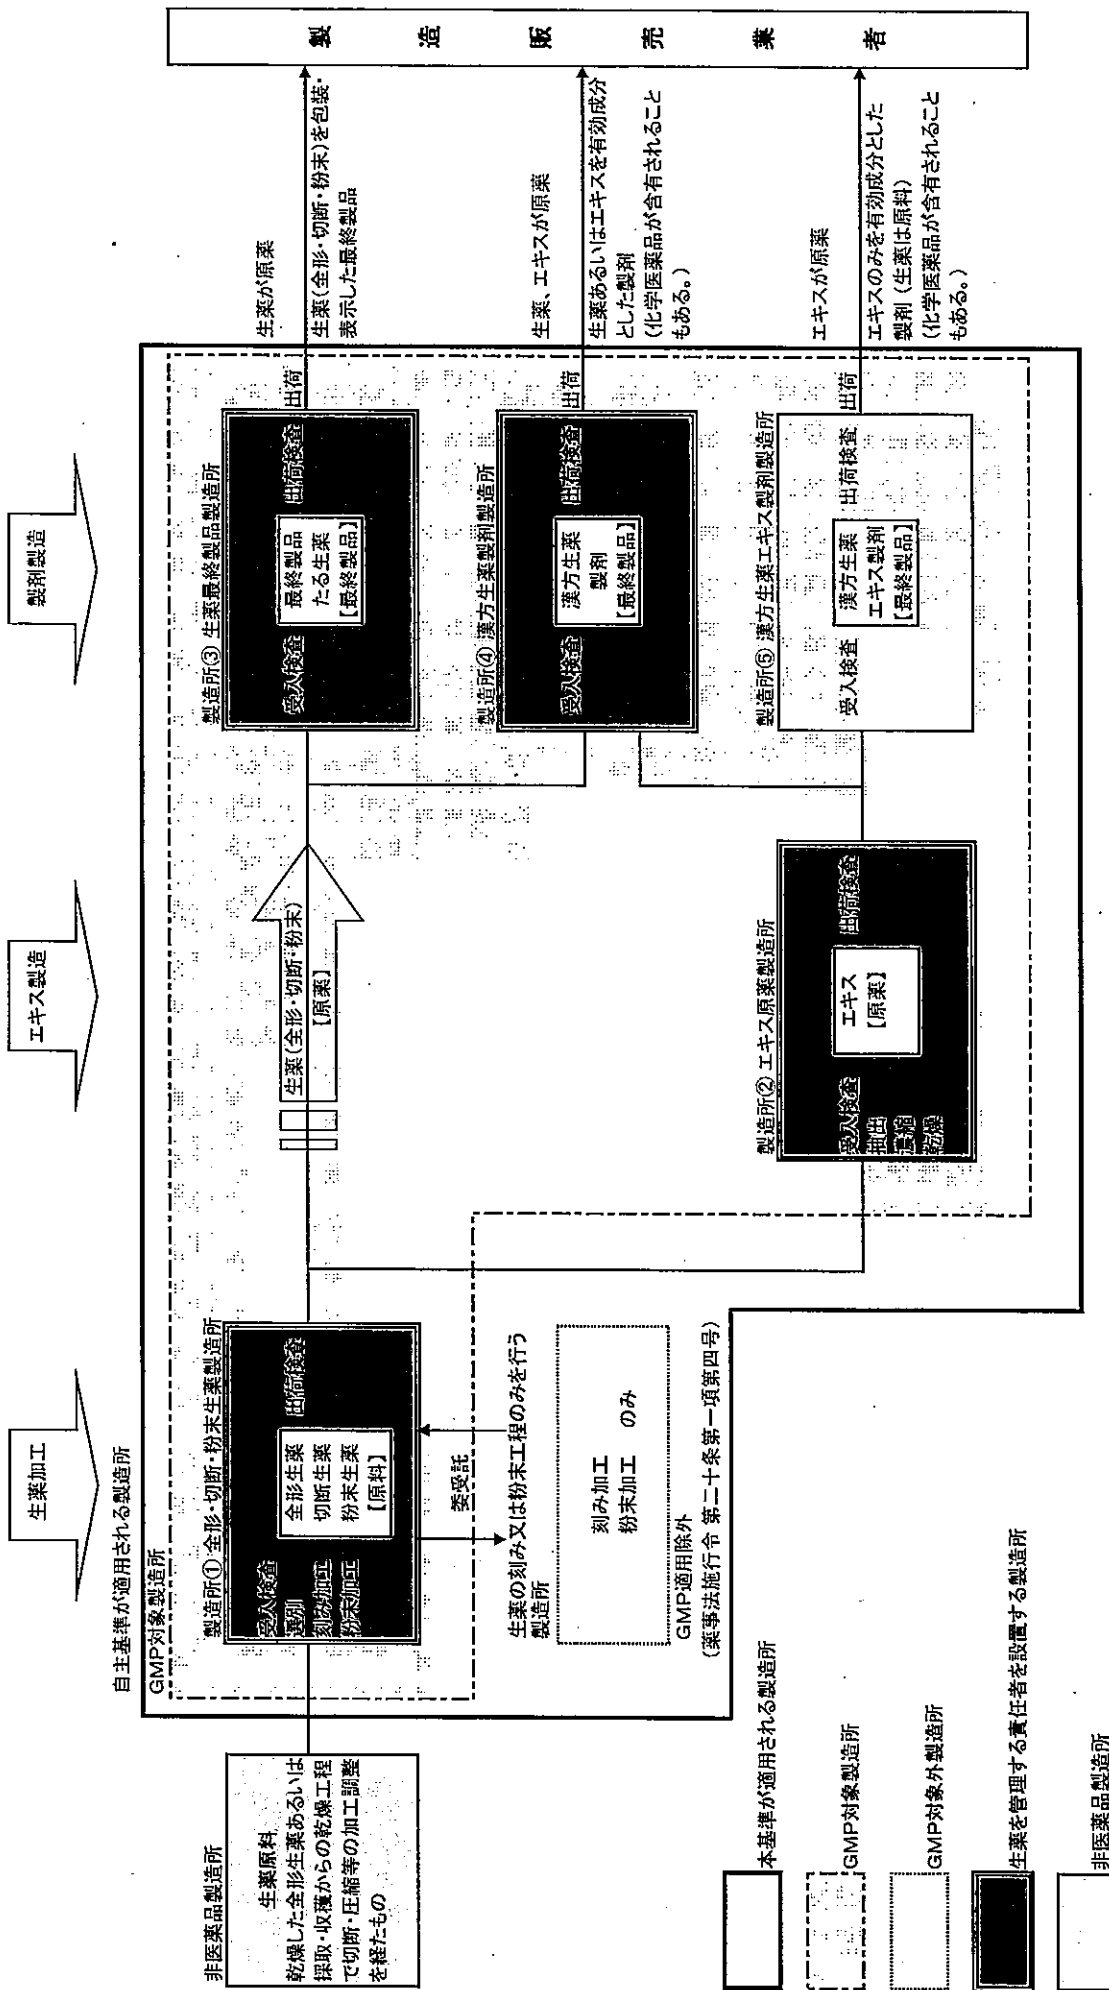 生薬加工
エキス製造
製剤製造
自主基準が適用される製造所
GMP対象製造所
非医薬品製造所
生薬原料
乾燥した全形生薬あるいは
採取・収穫からの乾燥工程
で切断・圧縮等の加工調整
を経たもの
製造所① 全形・切断・粉末生薬製造所
受入検査
選別
刻み加工
粉末加工
全形生薬
切断生薬
粉末生薬
【原料】
出荷検査
委受託
生薬の刻み又は粉末工程のみを行う
製造所
刻み加工
粉末加工 のみ
GMP適用除外
(薬事法施行令 第二十条第一項第四号)
生薬(全形・切断・粉末)
【原薬】
製造所② エキス原薬製造所
受入検査
抽出
濃縮
乾燥
エキス
【原薬】
出荷検査
製造所③ 生薬最終製品製造所
受入検査
最終製品
たる生薬
【最終製品】
出荷検査
出荷
製造所④ 漢方生薬製剤製造所
受入検査
漢方生薬
製剤
【最終製品】
出荷検査
出荷
製造所⑤ 漢方生薬エキス製剤製造所
受入検査
漢方生薬
エキス製剤
【最終製品】
出荷検査
出荷
生薬が原薬
生薬(全形・切断・粉末)を包装・
表示した最終製品
生薬、エキスが原薬
生薬あるいはエキスを有効成分
とした製剤
(化学医薬品が含有されること
もある。)
エキスが原薬
エキスのみを有効成分とした
製剤 (生薬は原料)
(化学医薬品が含有されること
もある。)
製造販売業者
本基準が適用される製造所
GMP対象製造所
GMP対象外製造所
生薬を管理する責任者を設置する製造所
非医薬品製造所